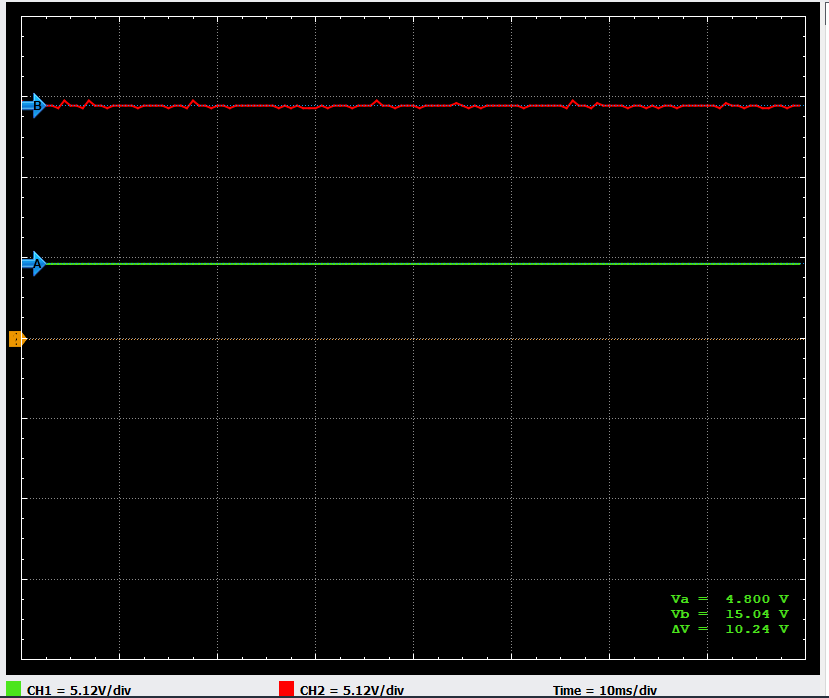 B
A
Va = 4.800 V
Vb = 15.04 V
ΔV = 10.24 V
CH1 = 5.12V/div CH2 = 5.12V/div Time = 10ms/div